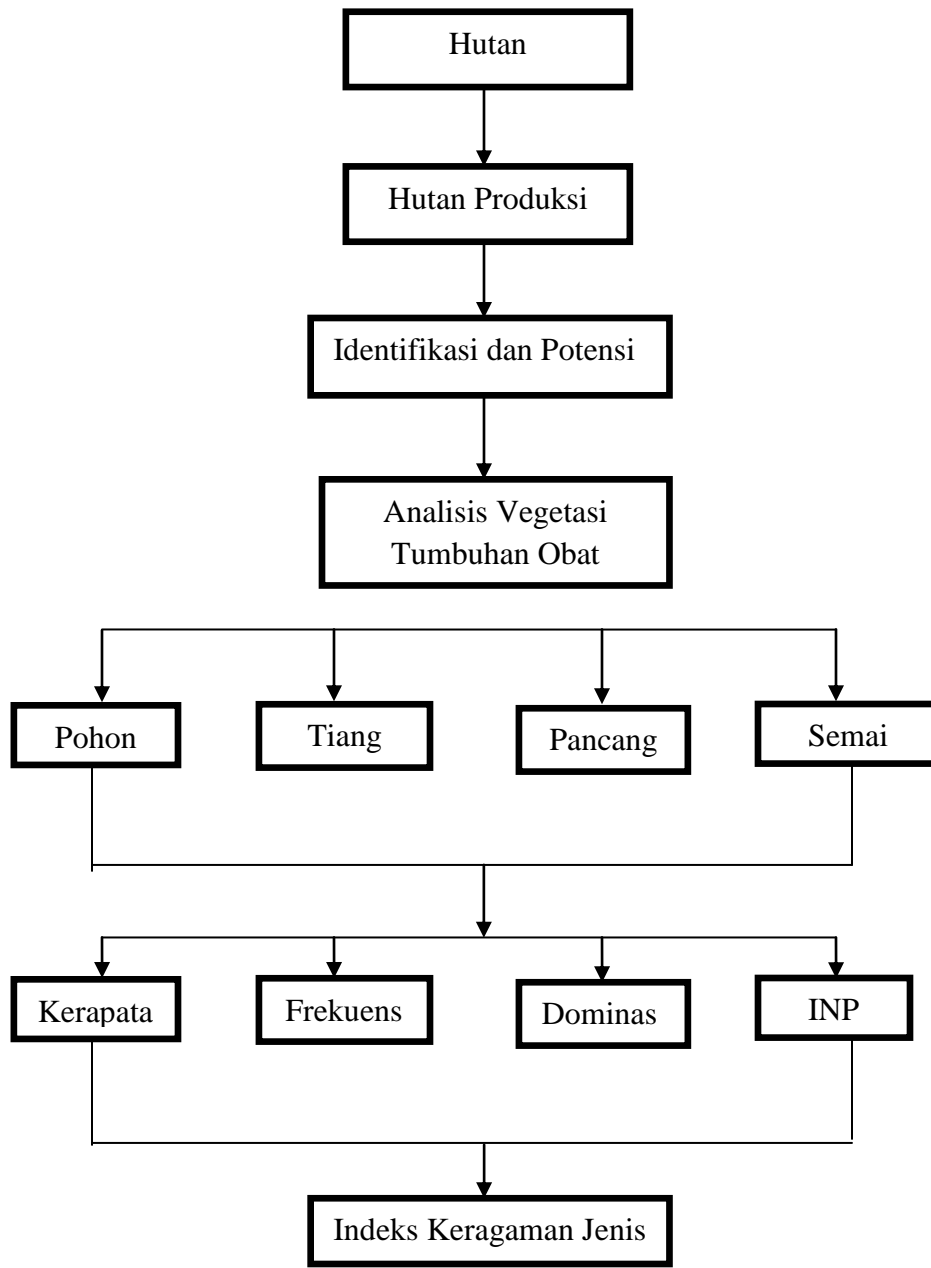 Hutan
Hutan Produksi
Identifikasi dan Potensi
Analisis Vegetasi
Tumbuhan Obat
Pohon
Tiang
Pancang
Semai
Kerapata
Frekuens
Dominas
INP
Indeks Keragaman Jenis